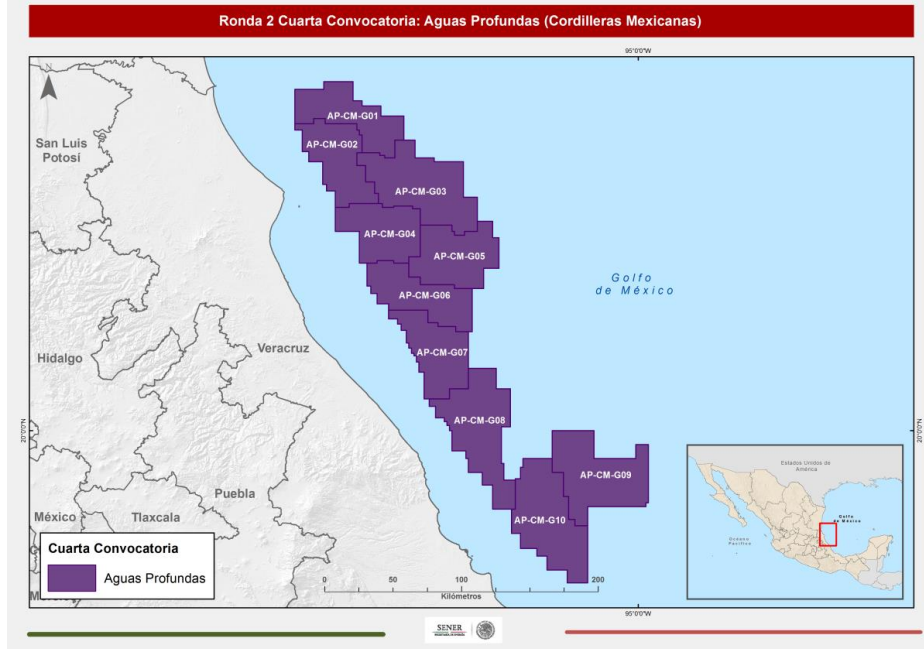 Ronda 2 Cuarta Convocatoria: Aguas Profundas (Cordilleras Mexicanas)
95°0'0"W
N
AP-CM-G01
AP-CM-G02
San Luis
Potosí
AP-CM-G03
AP-CM-G04
AP-CM-G05
Golfo
de México
AP-CM-G06
Veracruz
AP-CM-G07
Hidalgo
AP-CM-G08
20°0'0"N
20°0'0"N
AP-CM-G09
Estados Unidos de
América
Puebla
México
Tlaxcala
AP-CM-G10
Golfo
de México
Océano
Pacífico
Cuarta Convocatoria
Aguas Profundas
0 50 100 200
Kilómetros
95°0'0"W
SENER